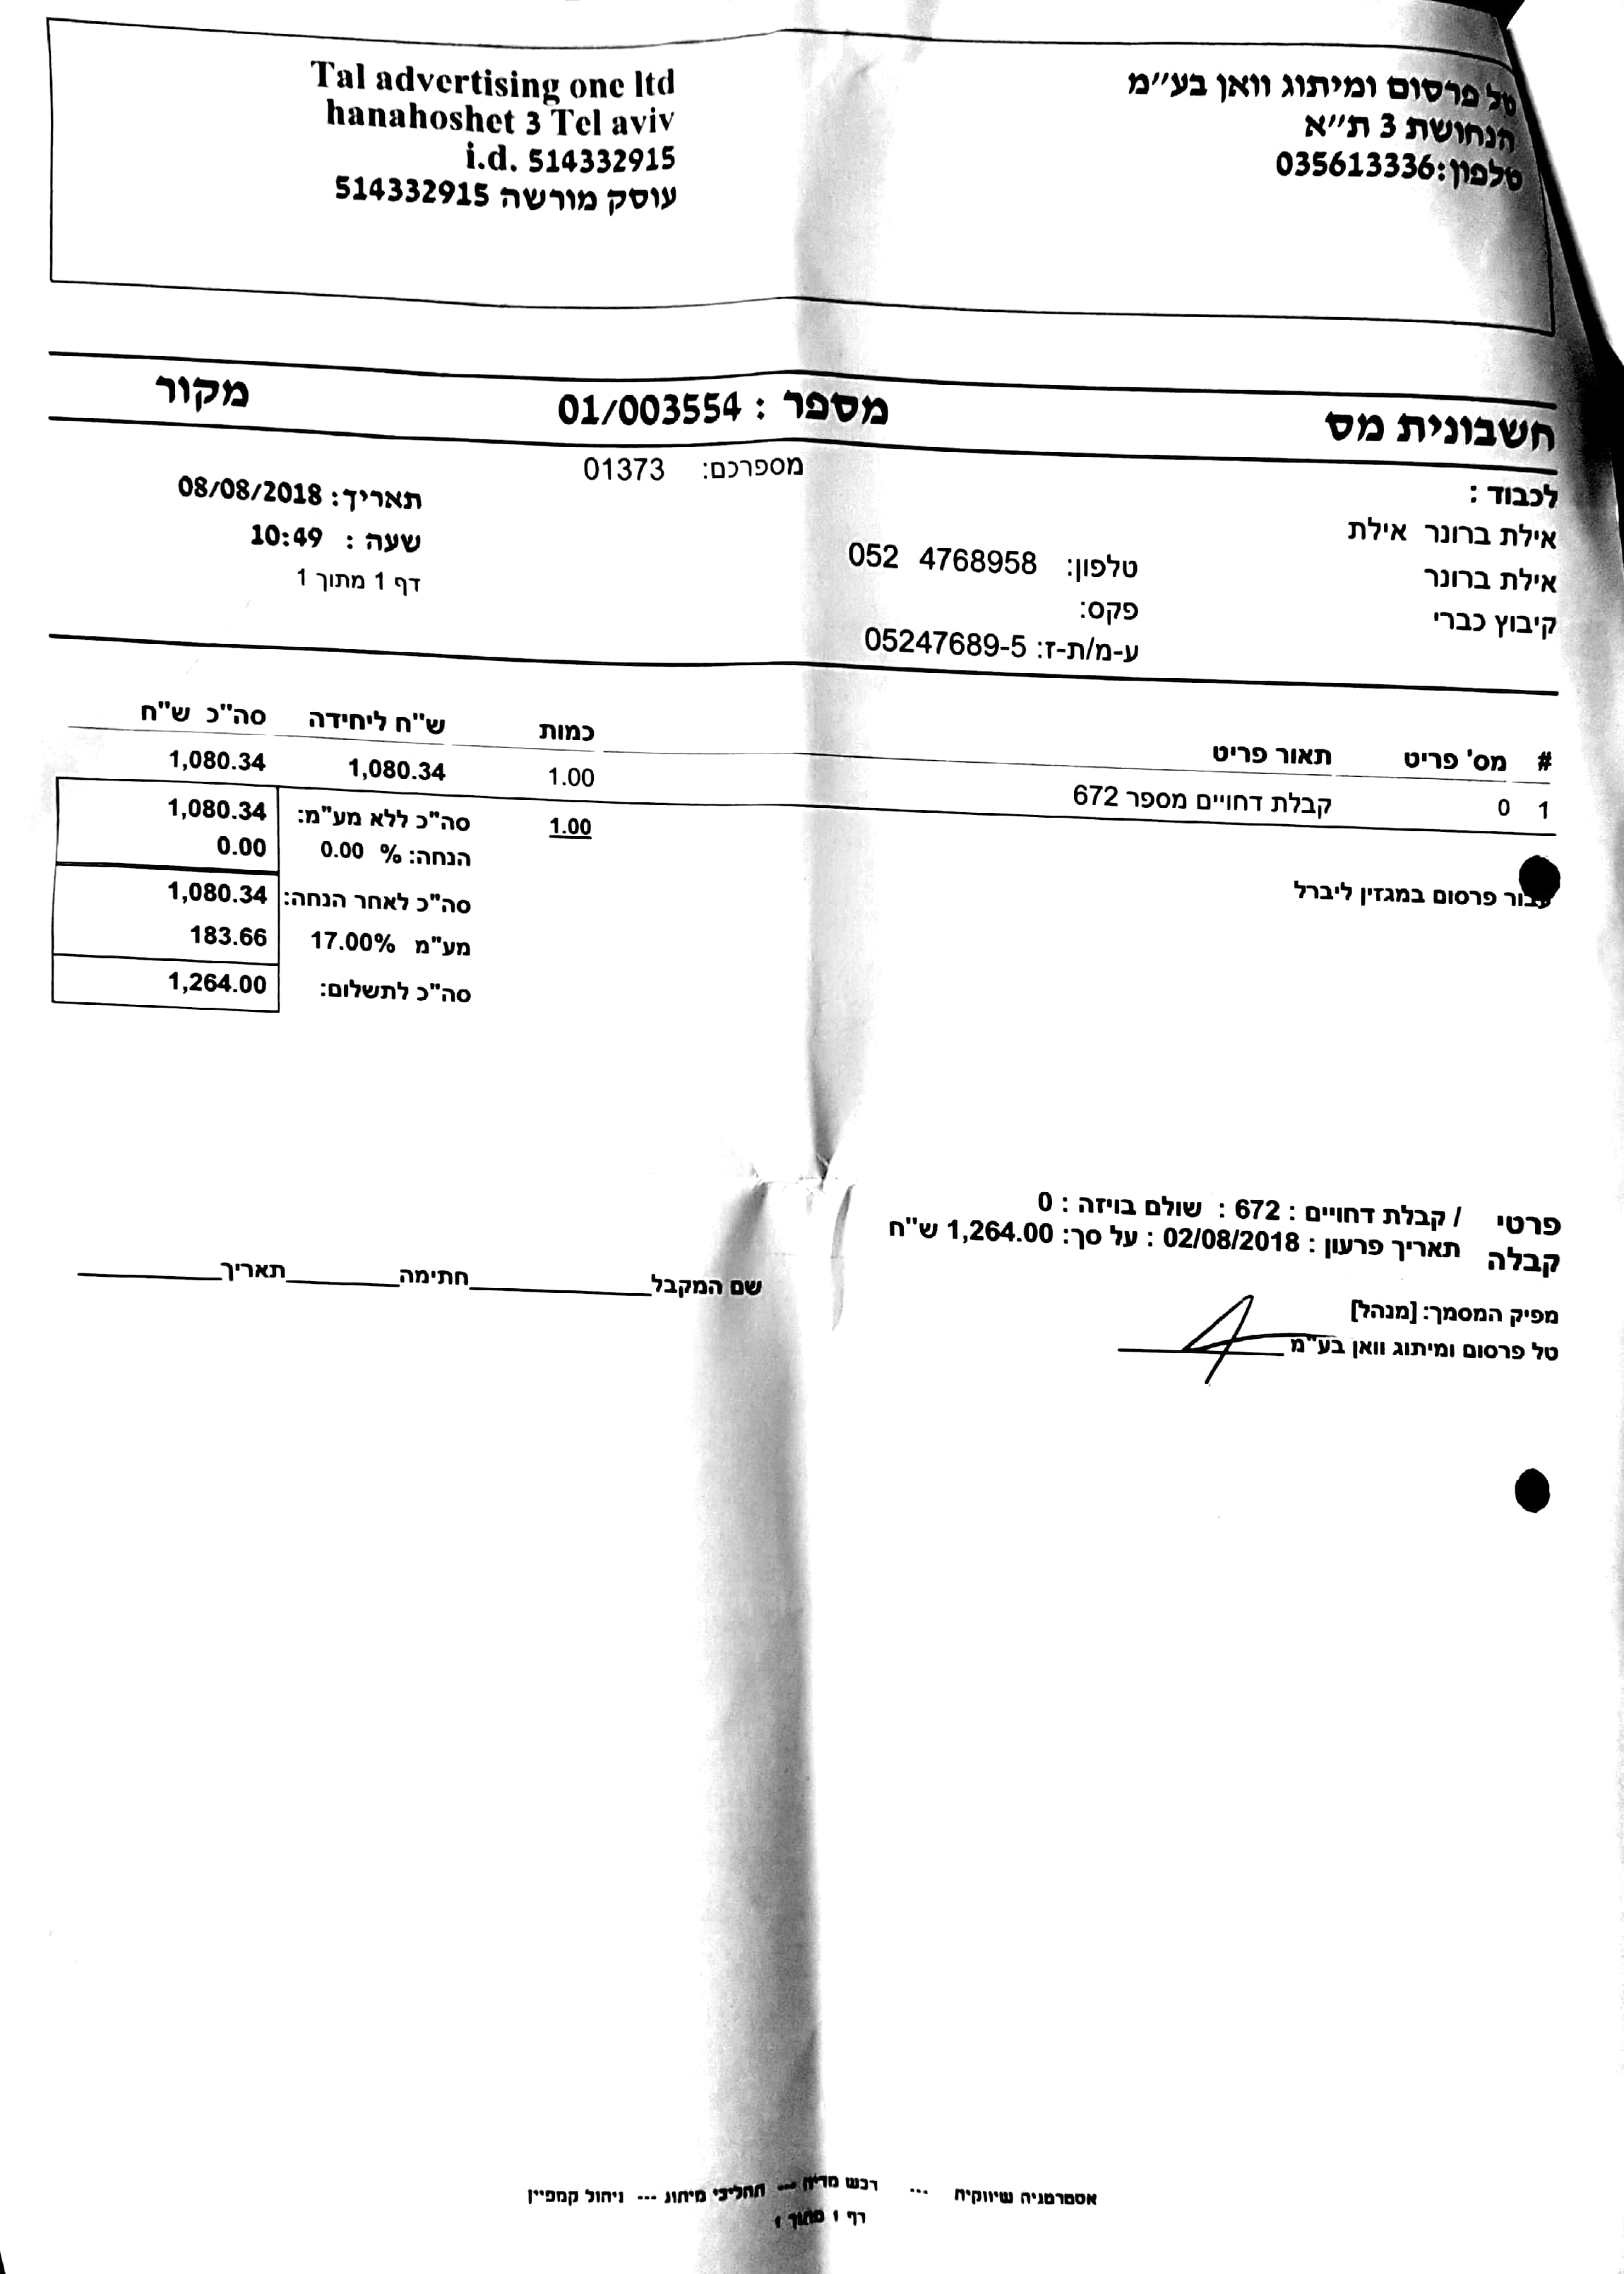 טל פרסום ומיתוג וואן בע״מ
הנחושת 3 ת״א
טלפון:035613336
Tal advertising one ltd
hanahoshet 3 Tel aviv
i.d. 514332915
עוסק מורשה 514332915
חשבונית מס מספר : 01/003554 מקור
מספרכם: 01373
לכבוד :
אילת ברונר אילת
אילת ברונר
קיבוץ כברי
טלפון: 052 4768958
פקס:
ע-מ/ת-ז: 05247689-5
תאריך: 08/08/2018
שעה : 10:49
דף 1 מתוך 1
# מס' פריט תאור פריט כמות ש"ח ליחידה סה"כ ש"ח
1 0 קבלת דחויים מספר 672 1.00 1,080.34 1,080.34
1.00 סה"כ ללא מע"מ: 1,080.34
הנחה: % 0.00 0.00
סה"כ לאחר הנחה: 1,080.34
מע"מ 17.00% 183.66
סה"כ לתשלום: 1,264.00
עבור פרסום במגזין ליברל
פרטי / קבלת דחויים : 672 : שולם בויזה : 0
קבלה תאריך פרעון : 02/08/2018 : על סך: 1,264.00 ש"ח
שם המקבל חתימה תאריך
מפיק המסמך: [מנהל]
טל פרסום ומיתוג וואן בע"מ
אסטרטגיה שיווקית ... רכש מדיה --- תהליכי מיתוג --- ניהול קמפיין
דף 1 מתוך 1